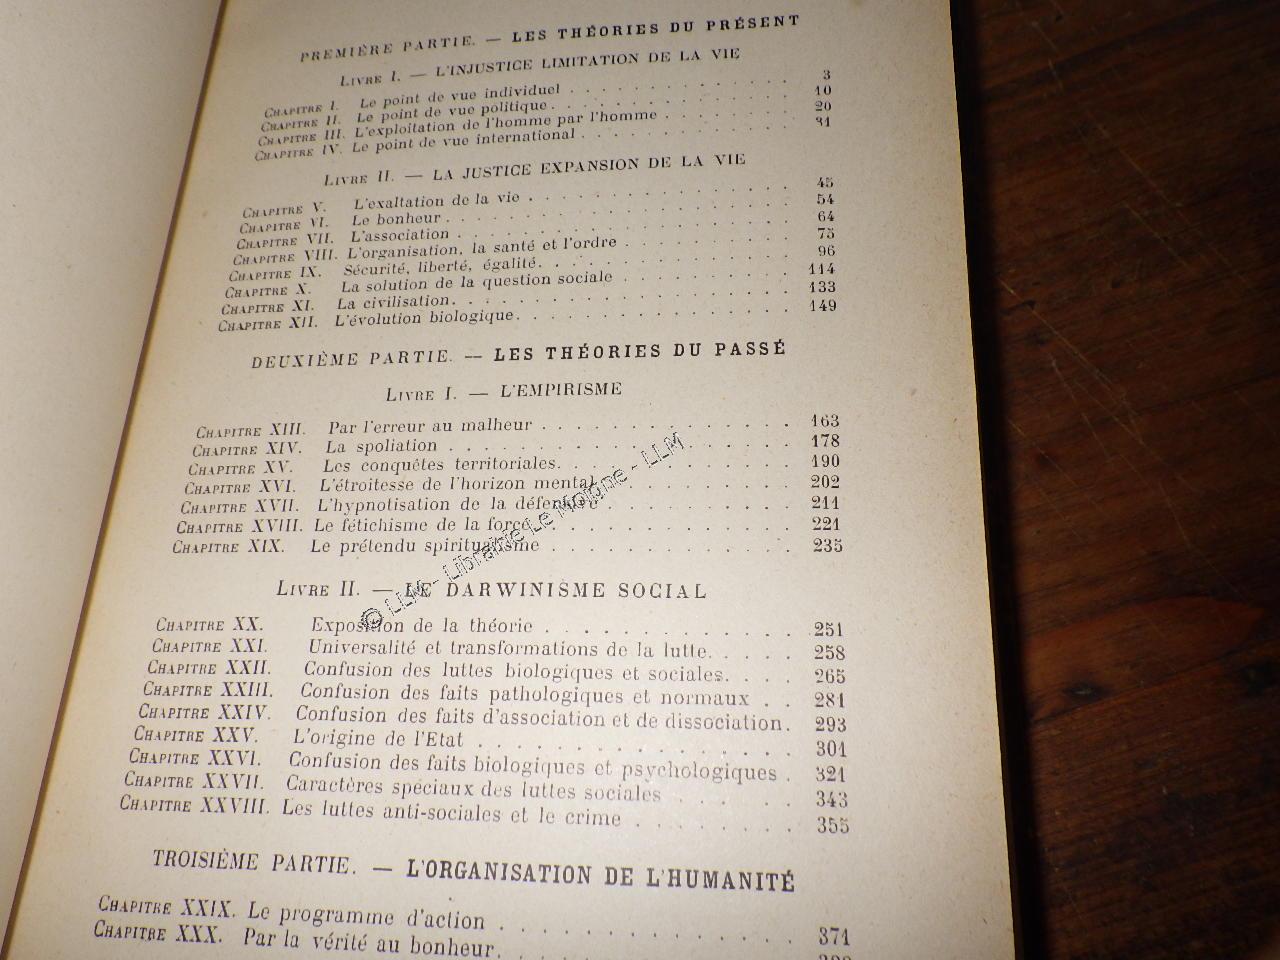 PREMIÈRE PARTIE. — LES THÉORIES DU PRÉSENT
LIVRE I. — L'INJUSTICE LIMITATION DE LA VIE
CHAPITRE I. Le point de vue individuel . . . . . . . . . . . . 3
CHAPITRE II. Le point de vue politique . . . . . . . . . . . . 10
CHAPITRE III. L'exploitation de l'homme par l'homme . . . . . . 20
CHAPITRE IV. Le point de vue international . . . . . . . . . . 31
LIVRE II. — LA JUSTICE EXPANSION DE LA VIE
CHAPITRE V. L'exaltation de la vie . . . . . . . . . . . . . 45
CHAPITRE VI. Le bonheur . . . . . . . . . . . . . . . . . 54
CHAPITRE VII. L'association . . . . . . . . . . . . . . . . 64
CHAPITRE VIII. L'organisation, la santé et l'ordre . . . . . . . . 75
CHAPITRE IX. Sécurité, liberté, égalité. . . . . . . . . . . . . 96
CHAPITRE X. La solution de la question sociale . . . . . . . . 114
CHAPITRE XI. La civilisation. . . . . . . . . . . . . . . . 133
CHAPITRE XII. L'évolution biologique. . . . . . . . . . . . . 149
DEUXIÈME PARTIE. — LES THÉORIES DU PASSÉ
LIVRE I. — L'EMPIRISME
CHAPITRE XIII. Par l'erreur au malheur . . . . . . . . . . . . 163
CHAPITRE XIV. La spoliation . . . . . . . . . . . . . . . . 178
CHAPITRE XV. Les conquêtes territoriales. . . . . . . . . . . 190
CHAPITRE XVI. L'étroitesse de l'horizon mental . . . . . . . . . 202
CHAPITRE XVII. L'hypnotisation de la défensive . . . . . . . . . 211
CHAPITRE XVIII. Le fétichisme de la force . . . . . . . . . . . . 221
CHAPITRE XIX. Le prétendu spiritualisme . . . . . . . . . . . . 235
LIVRE II. — LE DARWINISME SOCIAL
CHAPITRE XX. Exposition de la théorie . . . . . . . . . . . . 251
CHAPITRE XXI. Universalité et transformations de la lutte. . . . . 258
CHAPITRE XXII. Confusion des luttes biologiques et sociales. . . . 265
CHAPITRE XXIII. Confusion des faits pathologiques et normaux . . 281
CHAPITRE XXIV. Confusion des faits d'association et de dissociation. 293
CHAPITRE XXV. L'origine de l'Etat . . . . . . . . . . . . . . 301
CHAPITRE XXVI. Confusion des faits biologiques et psychologiques . 321
CHAPITRE XXVII. Caractères spéciaux des luttes sociales . . . . . . 343
CHAPITRE XXVIII. Les luttes anti-sociales et le crime . . . . . . . . 355
TROISIÈME PARTIE. — L'ORGANISATION DE L'HUMANITÉ
CHAPITRE XXIX. Le programme d'action . . . . . . . . . . . . 371
CHAPITRE XXX. Par la vérité au bonheur. . . . . . . . . . . .
© LLM - Librairie Le Moigne - LLM